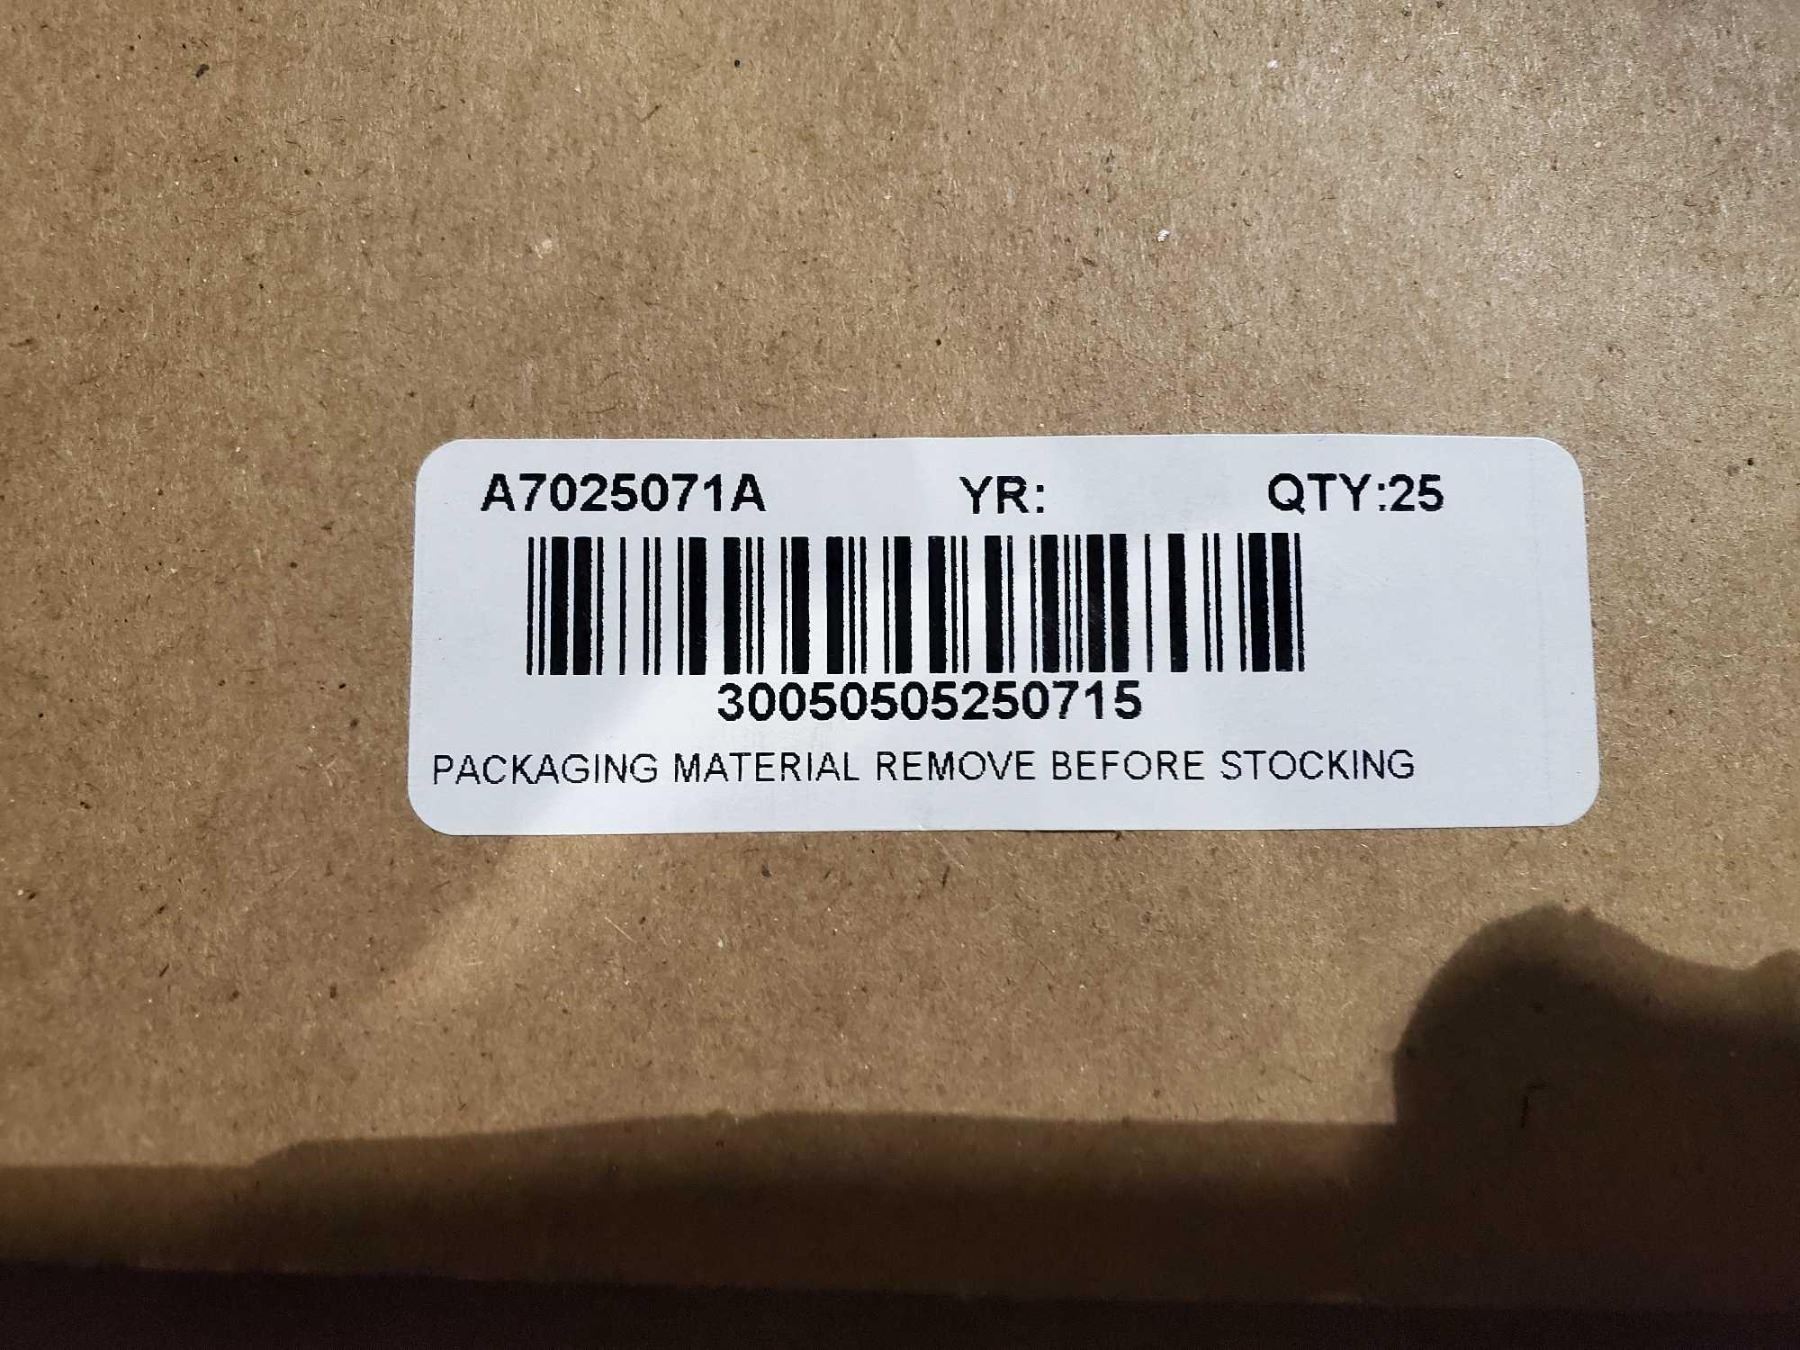 A7025071A YR: QTY:25
30050505250715
PACKAGING MATERIAL REMOVE BEFORE STOCKING